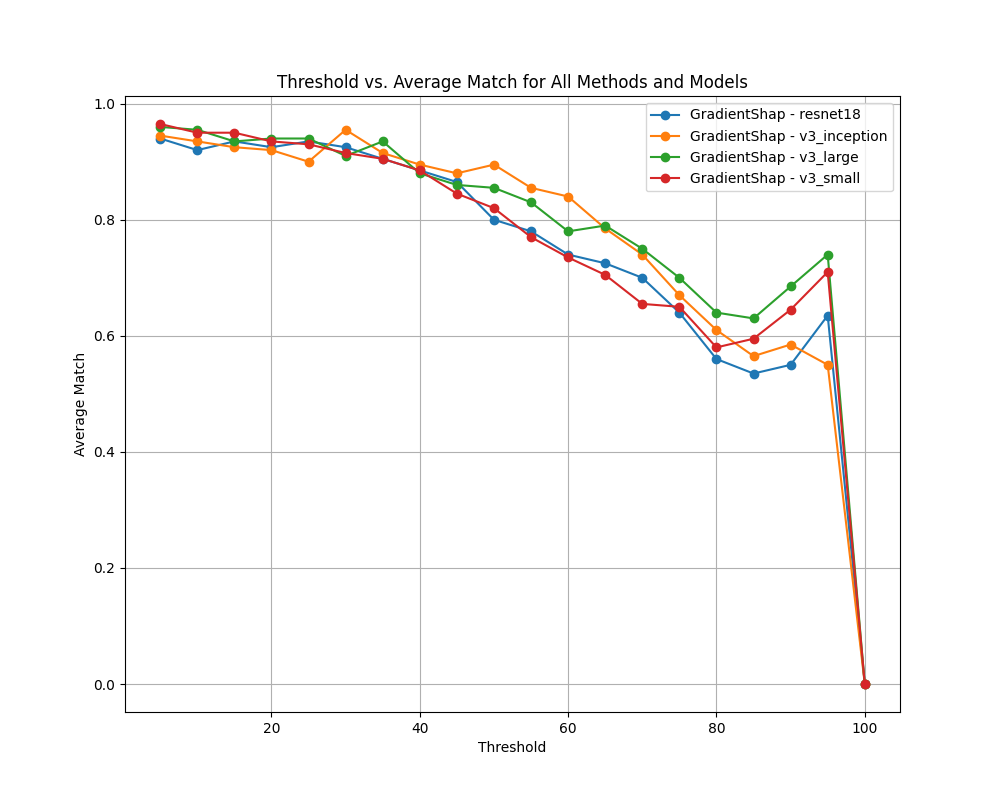 Threshold vs. Average Match for All Methods and Models
GradientShap - resnet18
GradientShap - v3_inception
GradientShap - v3_large
GradientShap - v3_small
Average Match
1.0
0.8
0.6
0.4
0.2
0.0
20 40 60 80 100
Threshold